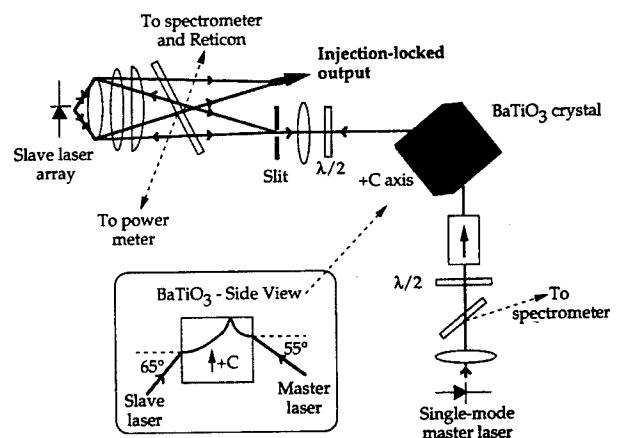 To spectrometer
and Reticon
Injection-locked
output
BaTiO3 crystal
Slave laser
array
Slit
λ/2
+C axis
To power
meter
λ/2
To
spectrometer
BaTiO3 - Side View
65°
+C
55°
Slave
laser
Master
laser
Single-mode
master laser